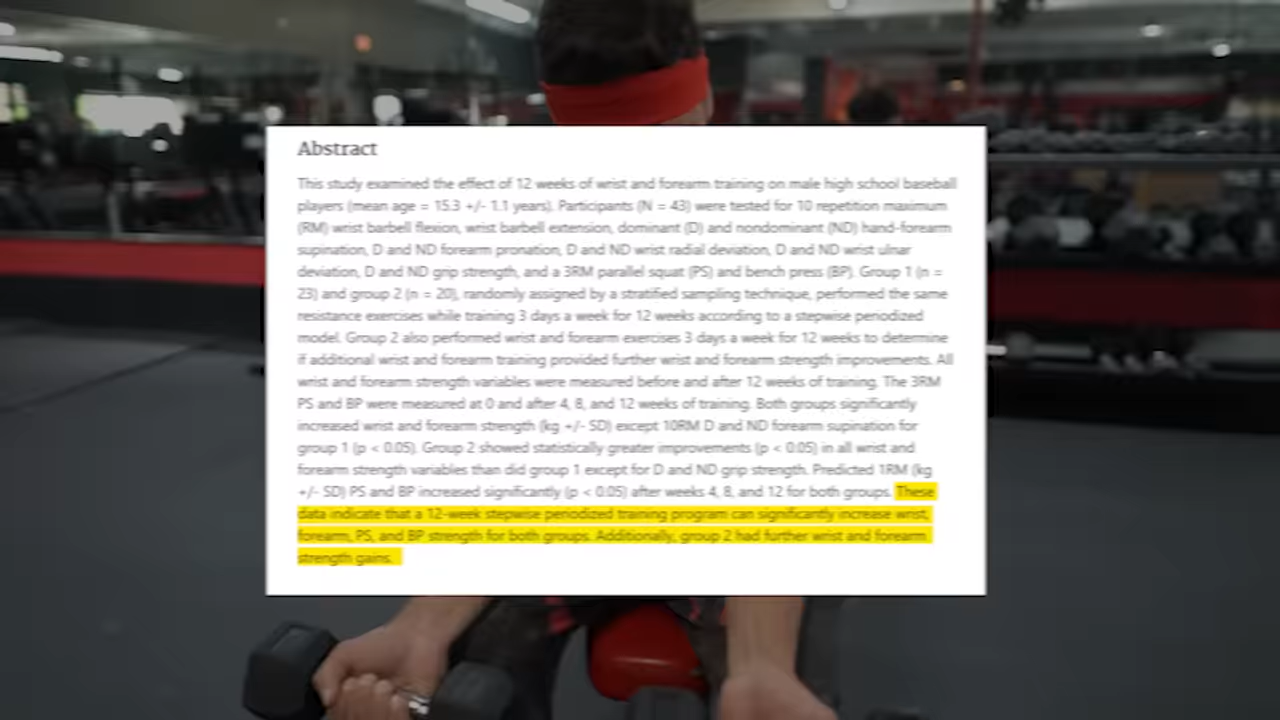 Abstract
This study examined the effect of 12 weeks of wrist and forearm training on male high school baseball
players (mean age = 15.3 +/- 1.1 years). Participants (N = 43) were tested for 10 repetition maximum
(RM) wrist barbell flexion, wrist barbell extension, dominant (D) and nondominant (ND) hand-forearm
supination, D and ND forearm pronation, D and ND wrist radial deviation, D and ND wrist ulnar
deviation, D and ND grip strength, and a 3RM parallel squat (PS) and bench press (BP). Group 1 (n =
23) and group 2 (n = 20), randomly assigned by a stratified sampling technique, performed the same
resistance exercises while training 3 days a week for 12 weeks according to a stepwise periodized
model. Group 2 also performed wrist and forearm exercises 3 days a week for 12 weeks to determine
if additional wrist and forearm training provided further wrist and forearm strength improvements. All
wrist and forearm strength variables were measured before and after 12 weeks of training. The 3RM
PS and BP were measured at 0 and after 4, 8, and 12 weeks of training. Both groups significantly
increased wrist and forearm strength (kg +/- SD) except 10RM D and ND forearm supination for
group 1 (p < 0.05). Group 2 showed statistically greater improvements (p < 0.05) in all wrist and
forearm strength variables than did group 1 except for D and ND grip strength. Predicted 1RM (kg
+/- SD) PS and BP increased significantly (p < 0.05) after weeks 4, 8, and 12 for both groups. These
data indicate that a 12-week stepwise periodized training program can significantly increase wrist,
forearm, PS, and BP strength for both groups. Additionally, group 2 had further wrist and forearm
strength gains.